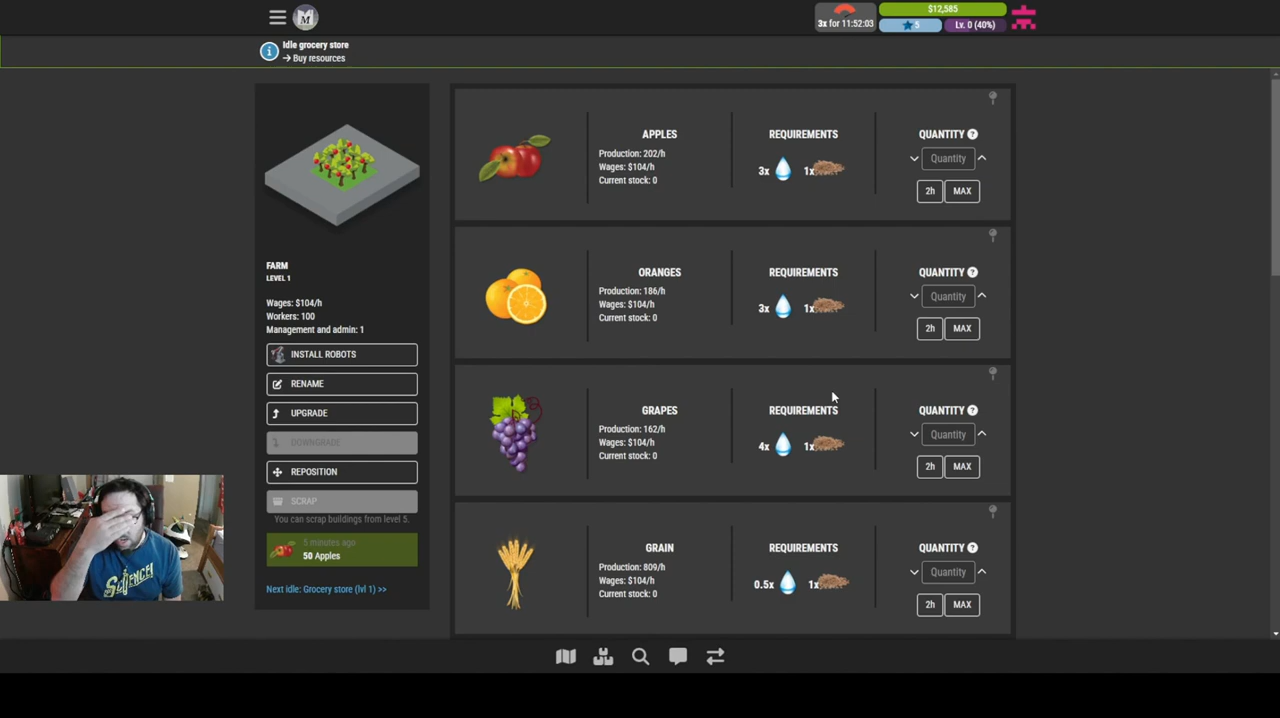 M
3x for 11:52:03
$12,585
5
Lv. 0 (40%)
Idle grocery store
→ Buy resources
FARM
LEVEL 1
Wages: $104/h
Workers: 100
Management and admin: 1
INSTALL ROBOTS
RENAME
UPGRADE
DOWNGRADE
REPOSITION
SCRAP
You can scrap buildings from level 5.
5 minutes ago
50 Apples
Next idle: Grocery store (lvl 1) >>
APPLES
Production: 202/h
Wages: $104/h
Current stock: 0
REQUIREMENTS
3x 1x
QUANTITY ?
Quantity
2h MAX
ORANGES
Production: 186/h
Wages: $104/h
Current stock: 0
REQUIREMENTS
3x 1x
QUANTITY ?
Quantity
2h MAX
GRAPES
Production: 162/h
Wages: $104/h
Current stock: 0
REQUIREMENTS
4x 1x
QUANTITY ?
Quantity
2h MAX
GRAIN
Production: 809/h
Wages: $104/h
Current stock: 0
REQUIREMENTS
0.5x 1x
QUANTITY ?
Quantity
2h MAX
SCIENCE!